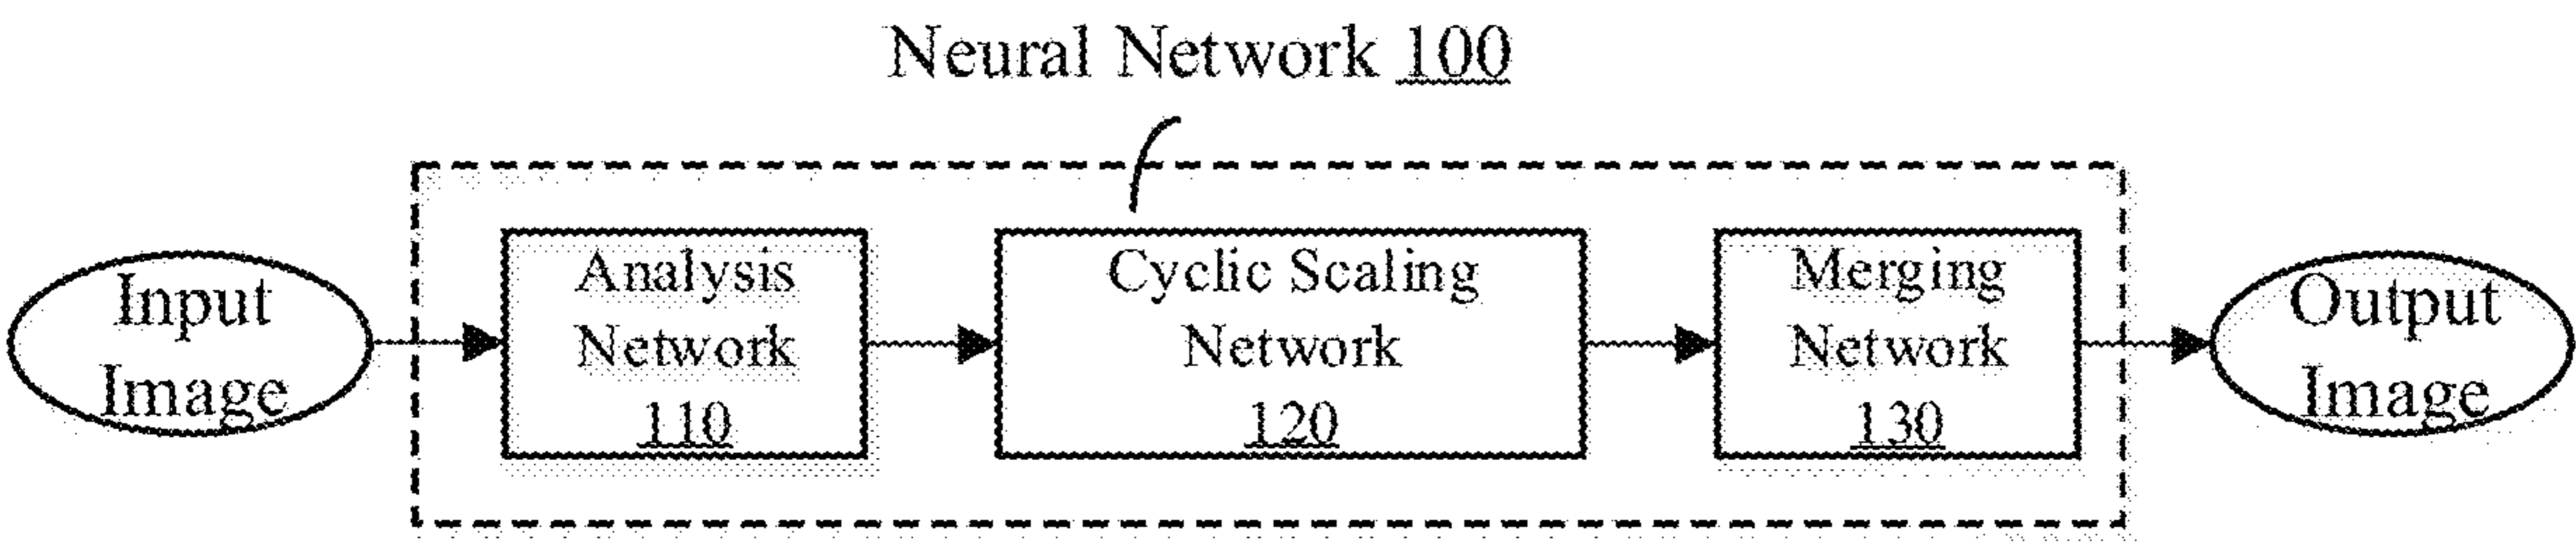 Neural Network 100
Input
Image
Analysis
Network
110
Cyclic Scaling
Network
120
Merging
Network
130
Output
Image